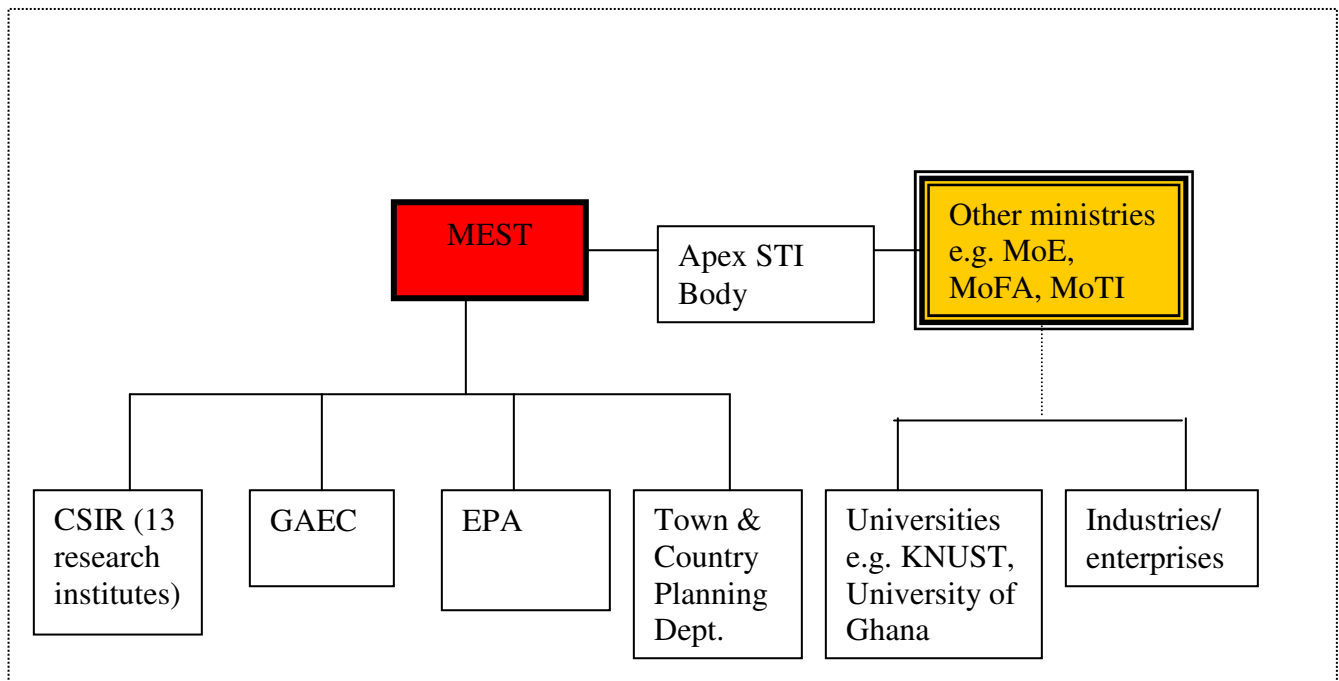 MEST
Apex STI
Body
Other ministries
e.g. MoE,
MoFA, MoTI
CSIR (13
research
institutes)
GAEC
EPA
Town &
Country
Planning
Dept.
Universities
e.g. KNUST,
University of
Ghana
Industries/
enterprises